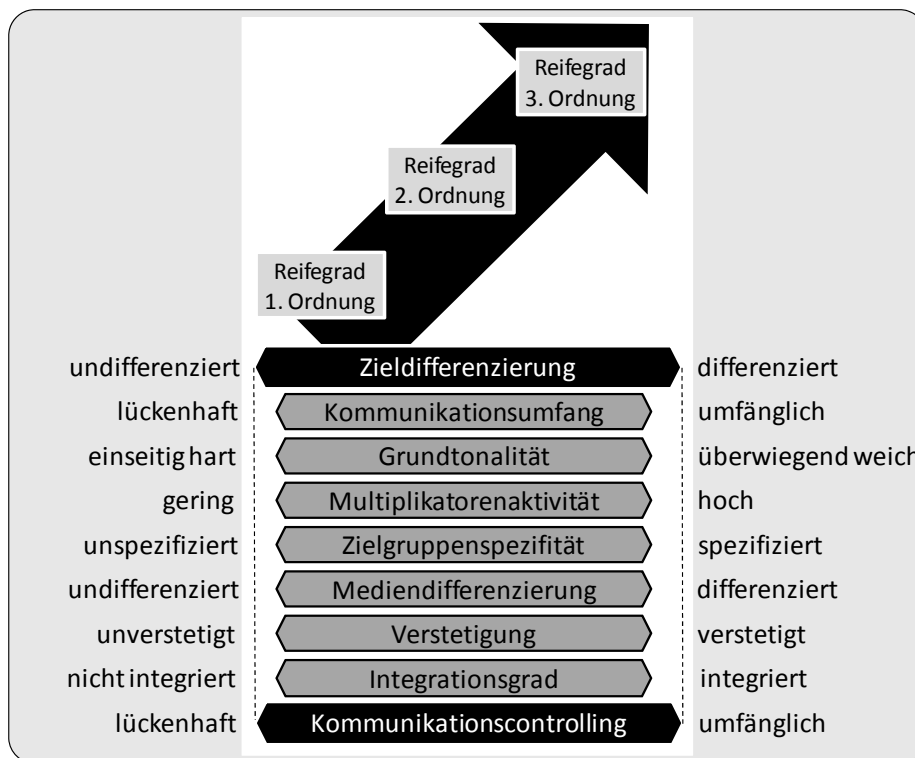 Reifegrad
3. Ordnung
Reifegrad
2. Ordnung
Reifegrad
1. Ordnung
undifferenziert Zieldifferenzierung differenziert
lückenhaft Kommunikationsumfang umfänglich
einseitig hart Grundtonalität überwiegend weich
gering Multiplikatorenaktivität hoch
unspezifiziert Zielgruppenspezifität spezifiziert
undifferenziert Mediendifferenzierung differenziert
unverstetigt Verstetigung verstetigt
nicht integriert Integrationsgrad integriert
lückenhaft Kommunikationscontrolling umfänglich